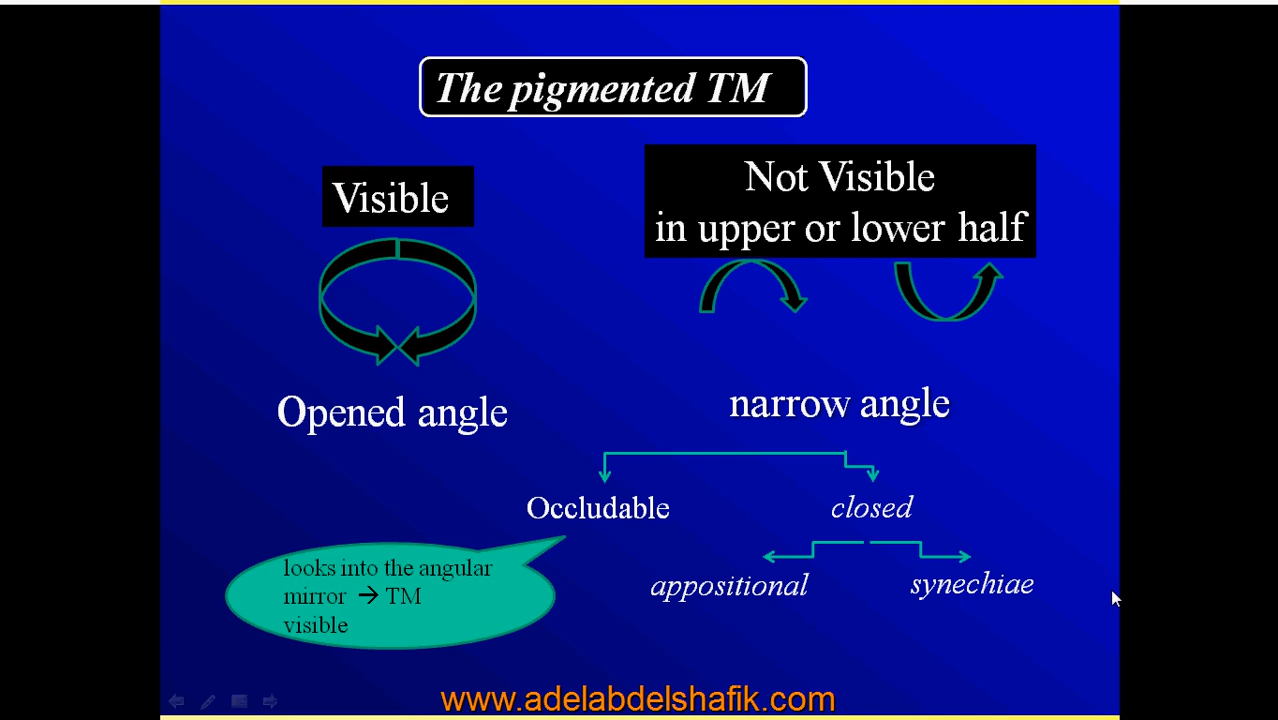 The pigmented TM
Visible
Not Visible
in upper or lower half
Opened angle
narrow angle
Occludable
closed
looks into the angular
mirror → TM
visible
appositional
synechiae
www.adelabdelshafik.com